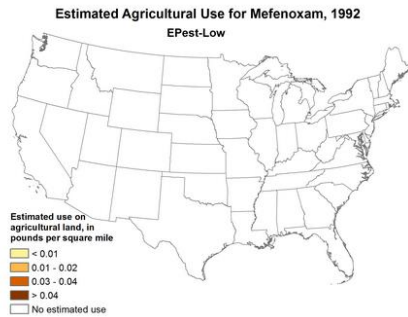 Estimated Agricultural Use for Mefenoxam, 1992
EPest-Low
Estimated use on
agricultural land, in
pounds per square mile
< 0.01
0.01 - 0.02
0.03 - 0.04
> 0.04
No estimated use